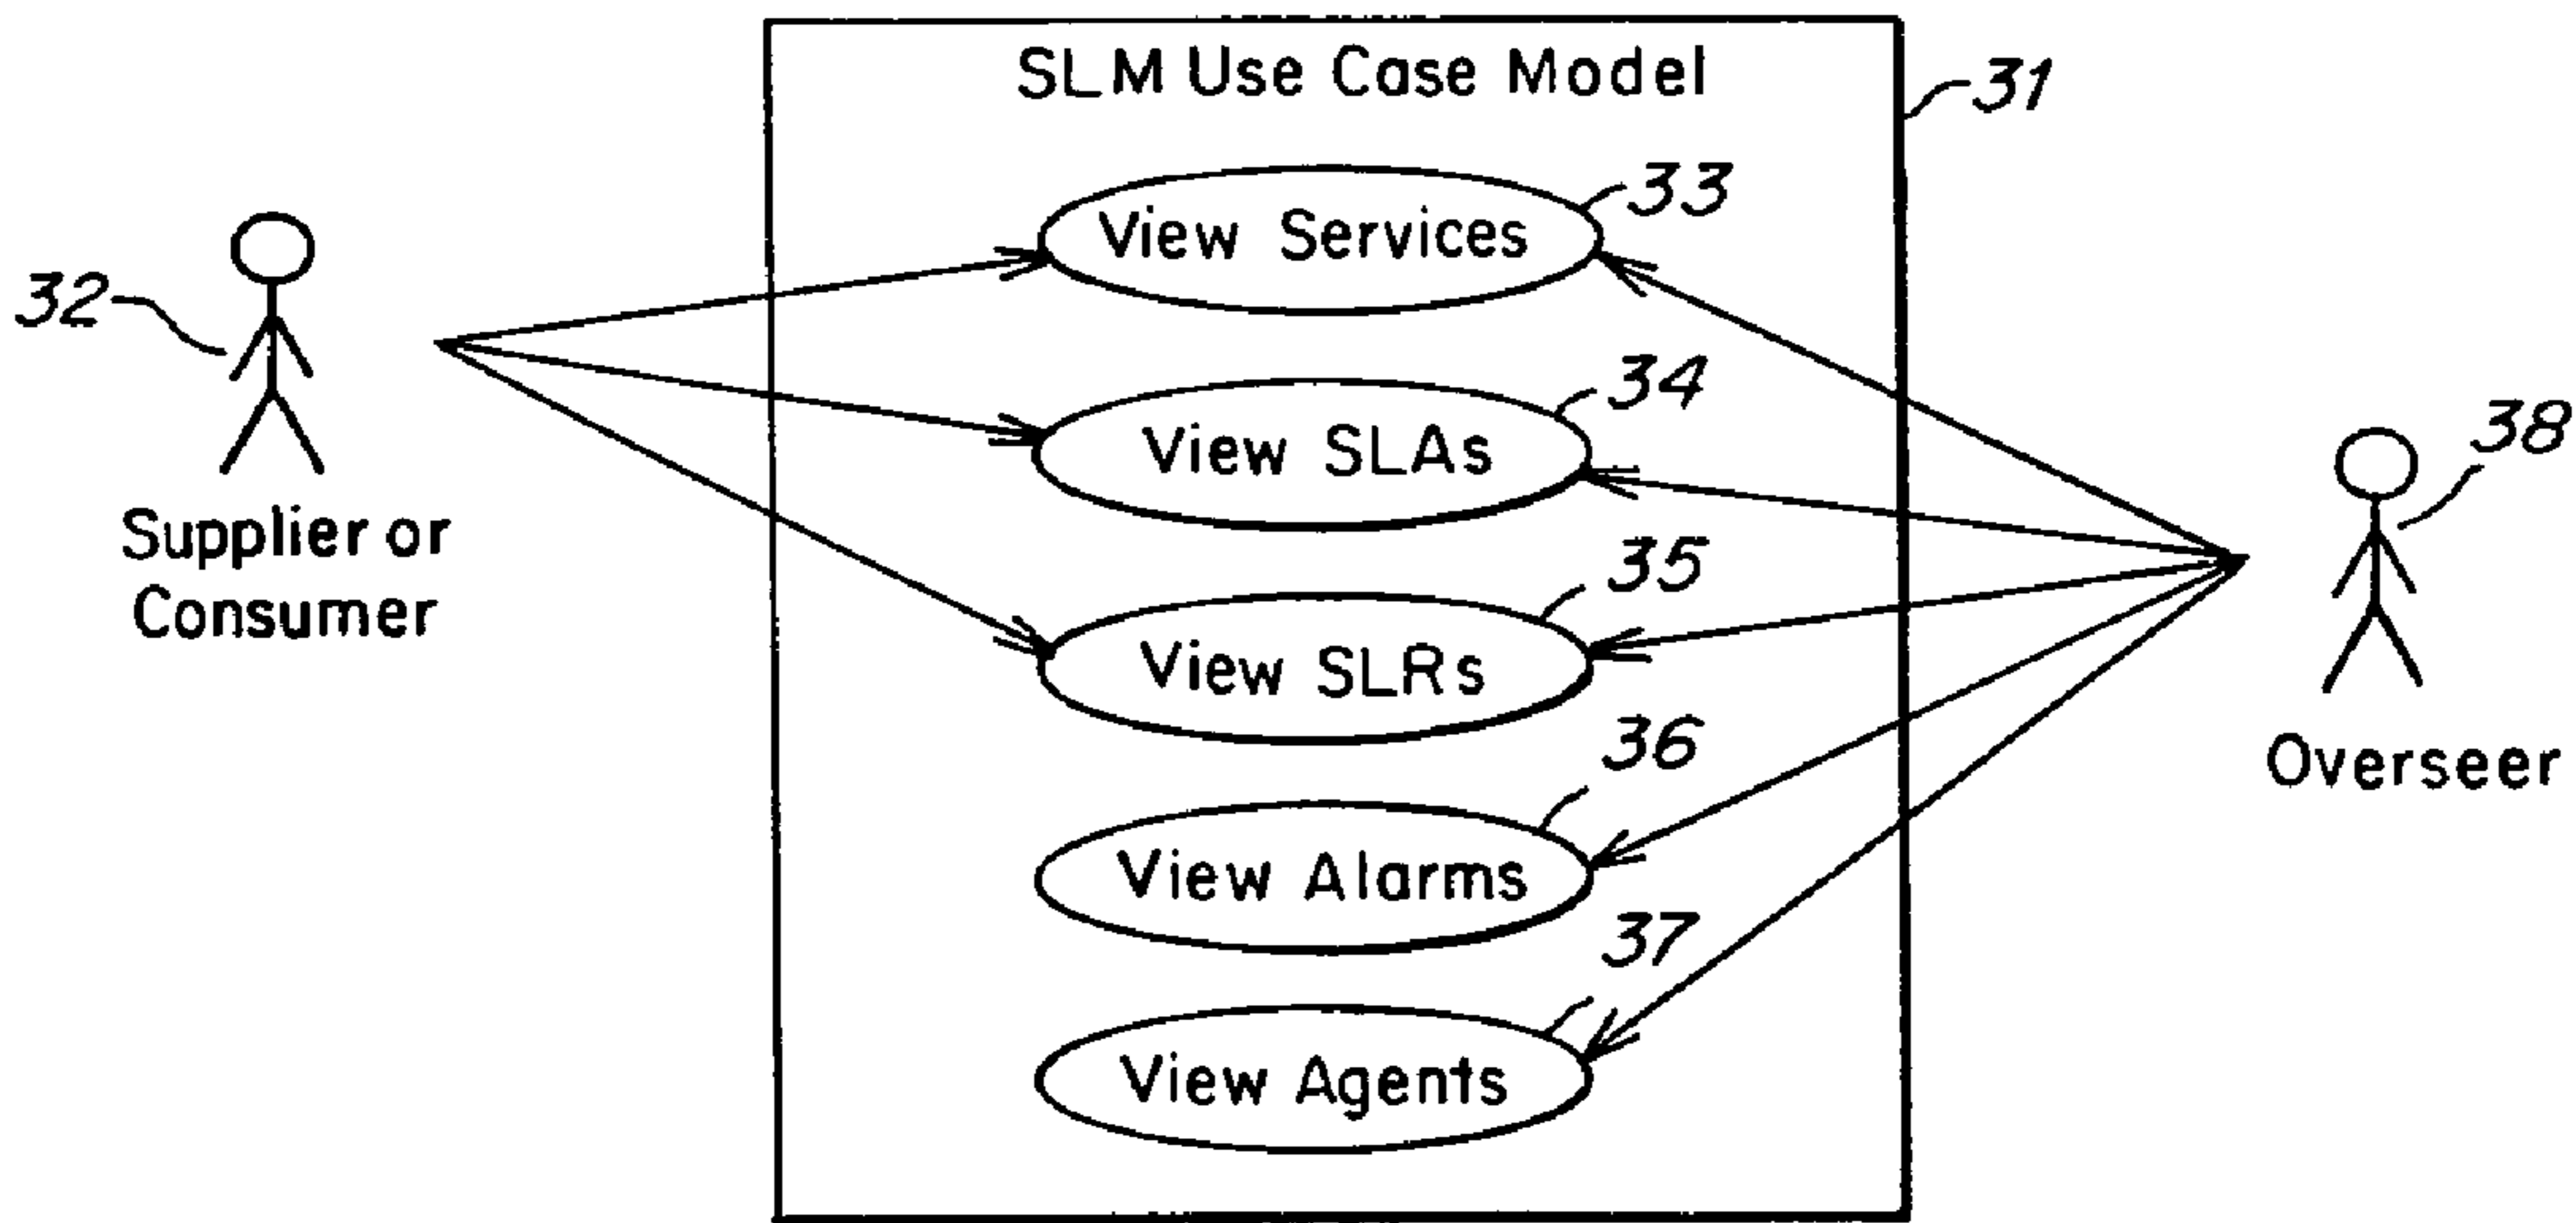 SLM Use Case Model
31
View Services
33
32
View SLAs
34
38
Supplier or
Consumer
View SLRs
35
View Alarms
36
Overseer
View Agents
37